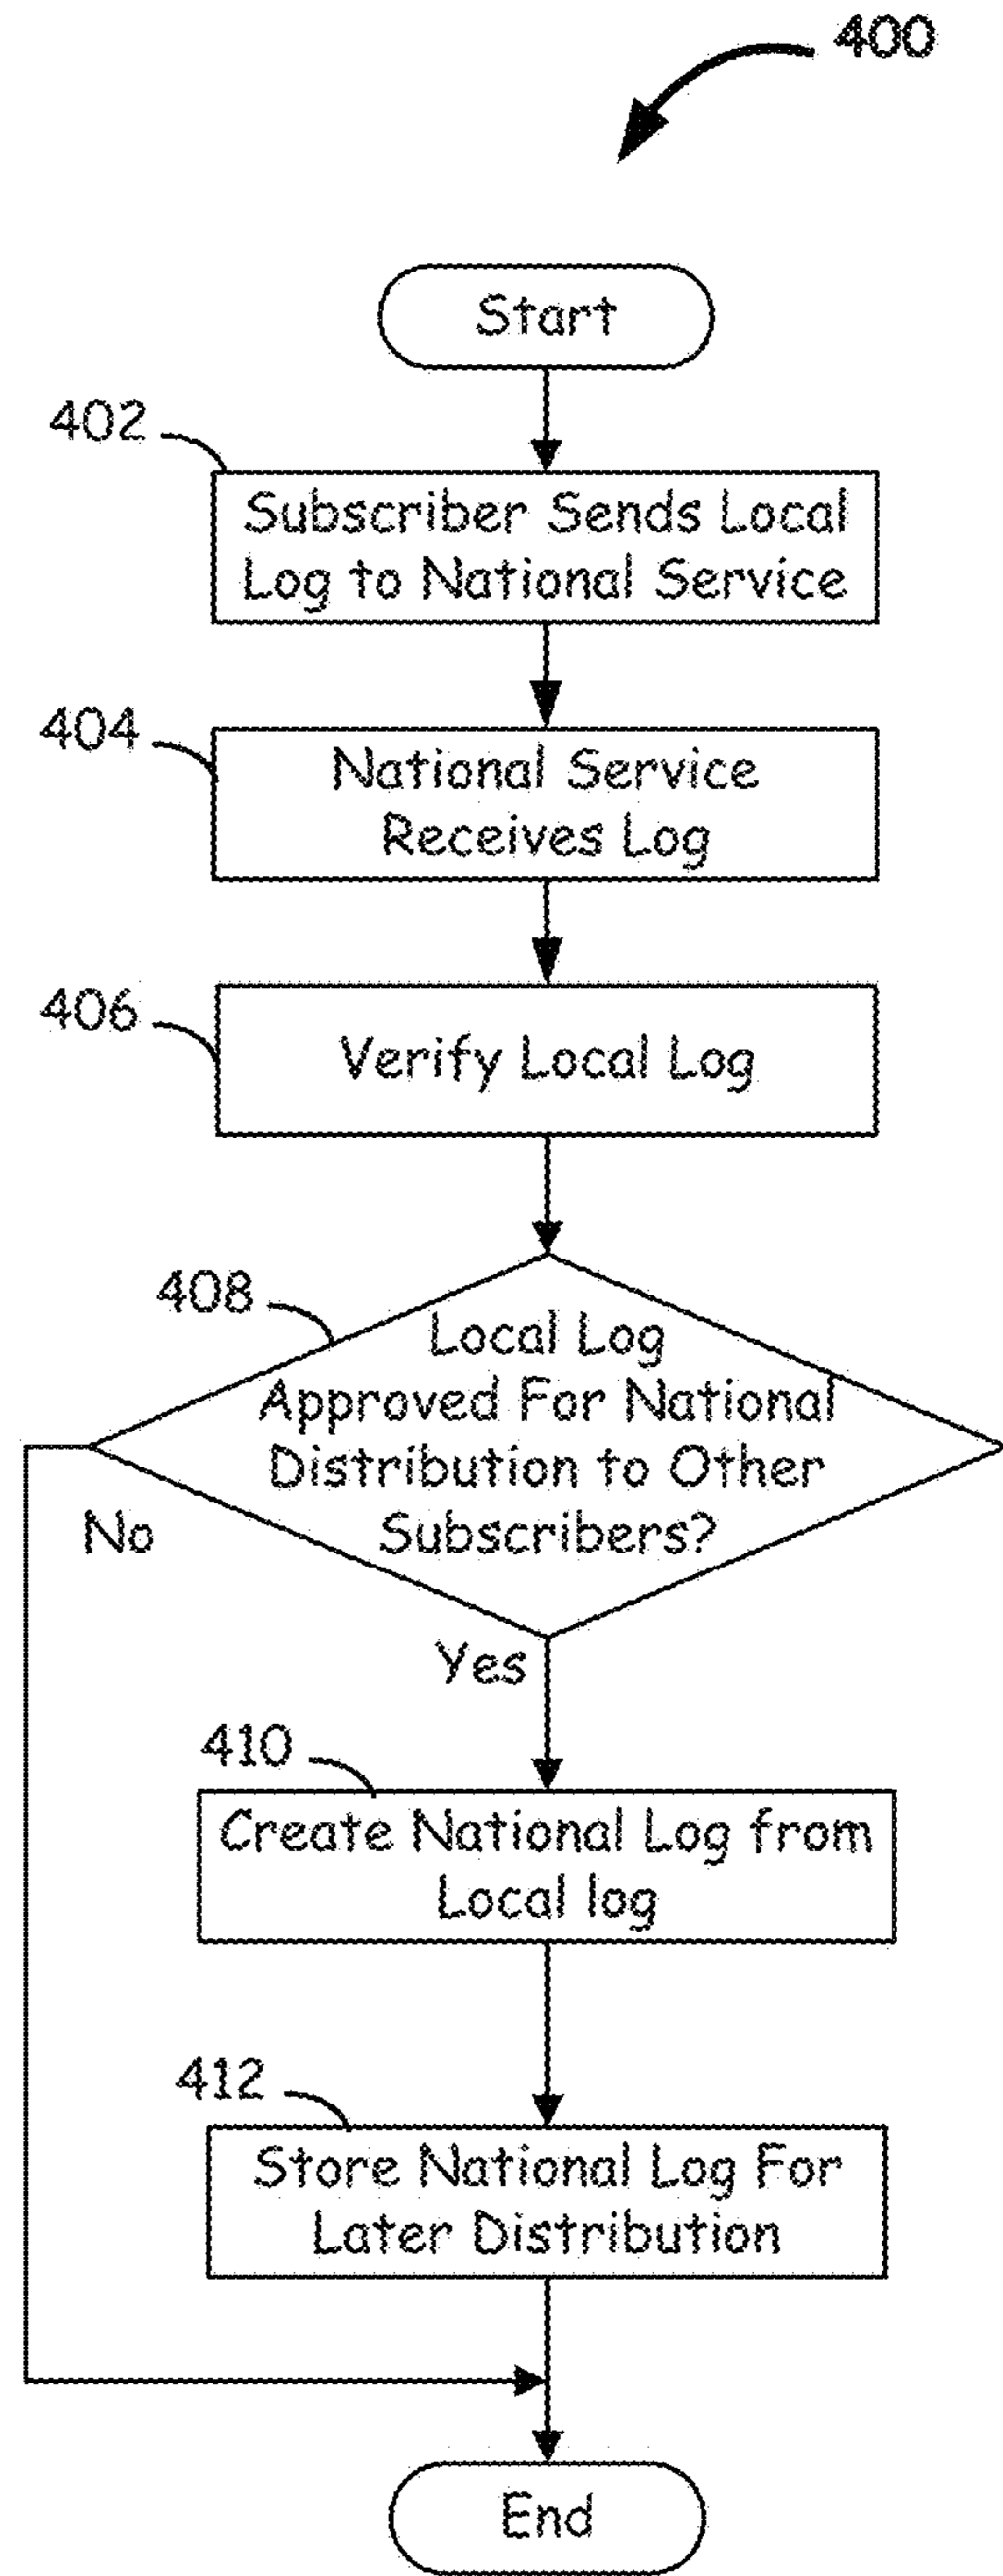 400
Start
402
Subscriber Sends Local
Log to National Service
404
National Service
Receives Log
406
Verify Local Log
408
Local Log
Approved For National
Distribution to Other
Subscribers?
No
Yes
410
Create National Log from
Local log
412
Store National Log For
Later Distribution
End